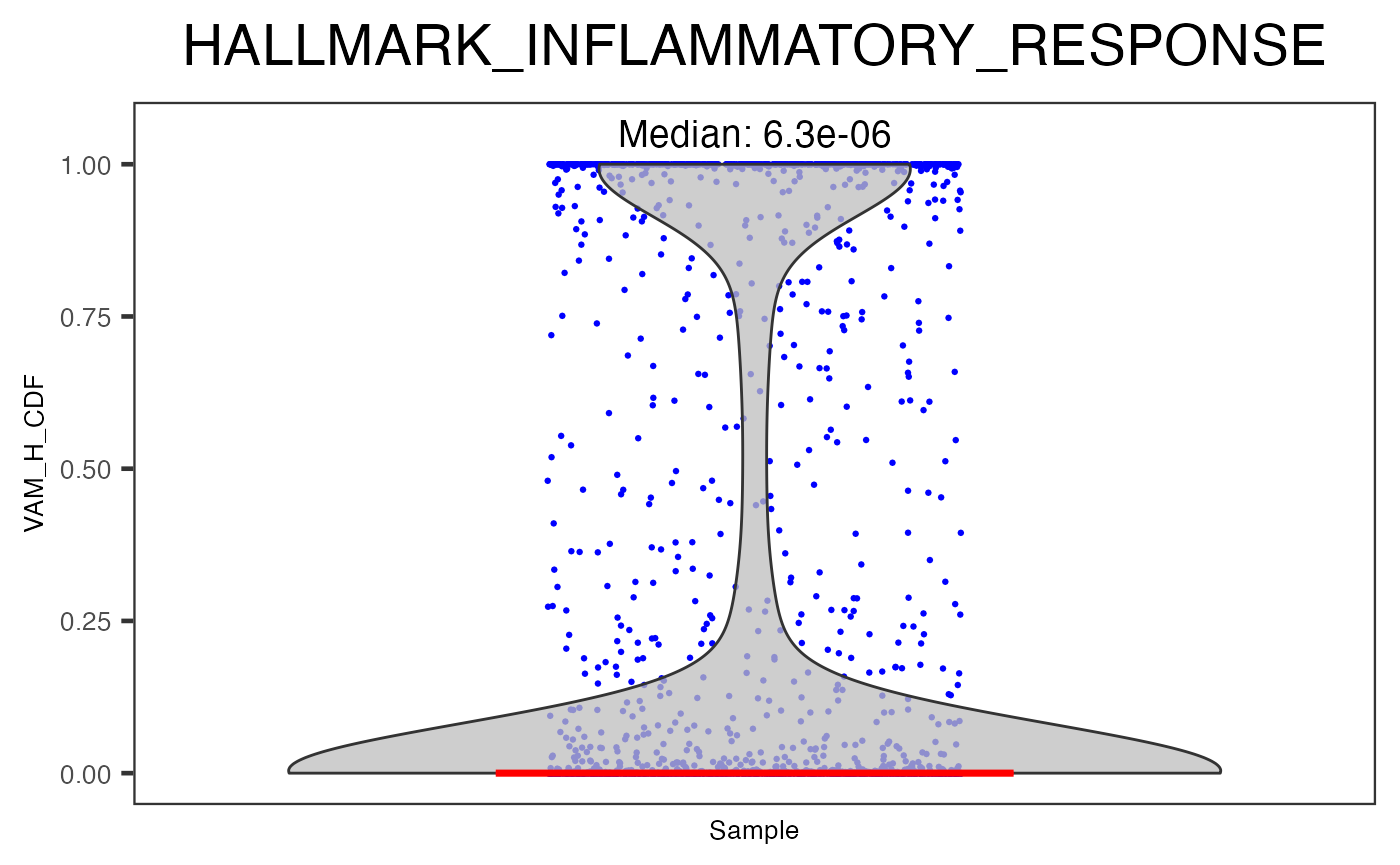 HALLMARK_INFLAMMATORY_RESPONSE
Median: 6.3e-06
1.00
0.75
0.50
0.25
0.00
VAM_H_CDF
Sample